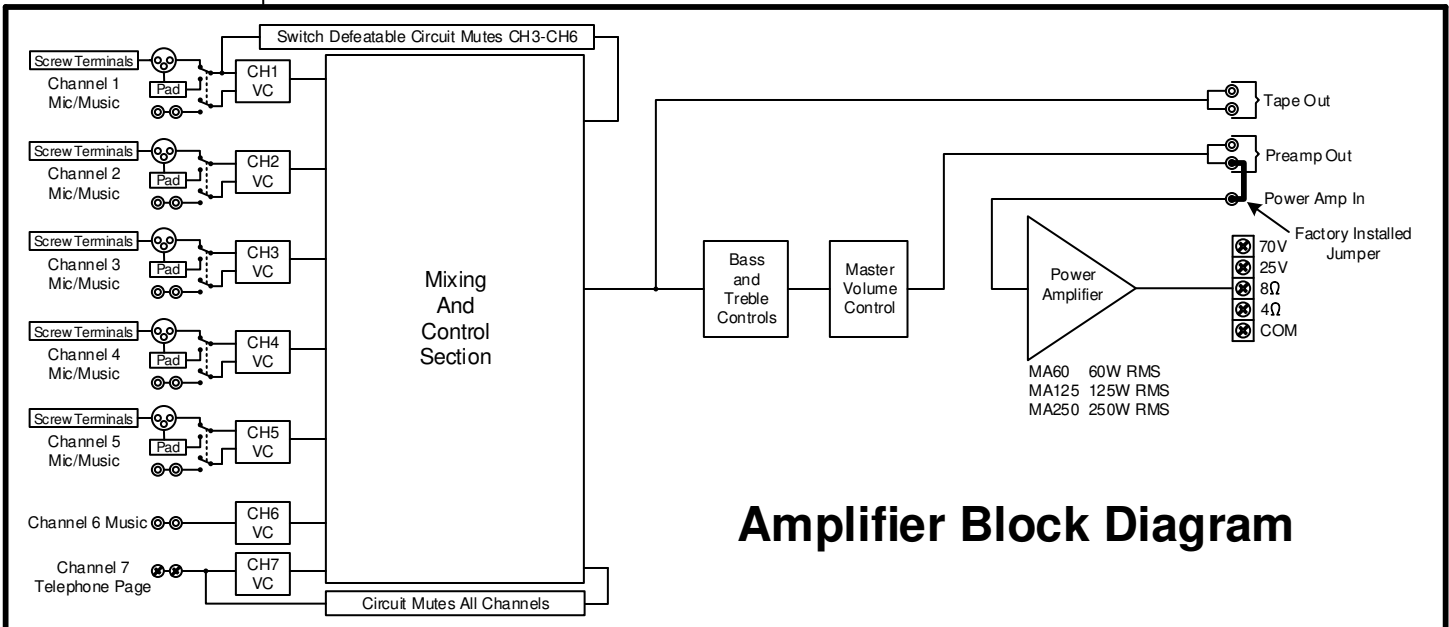 Switch Defeatable Circuit Mutes CH3-CH6
Screw Terminals
Channel 1
Mic/Music
Pad
CH1
VC
Screw Terminals
Channel 2
Mic/Music
Pad
CH2
VC
Screw Terminals
Channel 3
Mic/Music
Pad
CH3
VC
Screw Terminals
Channel 4
Mic/Music
Pad
CH4
VC
Screw Terminals
Channel 5
Mic/Music
Pad
CH5
VC
Channel 6 Music
CH6
VC
Channel 7
Telephone Page
CH7
VC
Circuit Mutes All Channels
Mixing
And
Control
Section
Bass
and
Treble
Controls
Master
Volume
Control
Tape Out
Preamp Out
Power Amp In
Factory Installed
Jumper
Power
Amplifier
70V
25V
8Ω
4Ω
COM
MA60 60W RMS
MA125 125W RMS
MA250 250W RMS
Amplifier Block Diagram